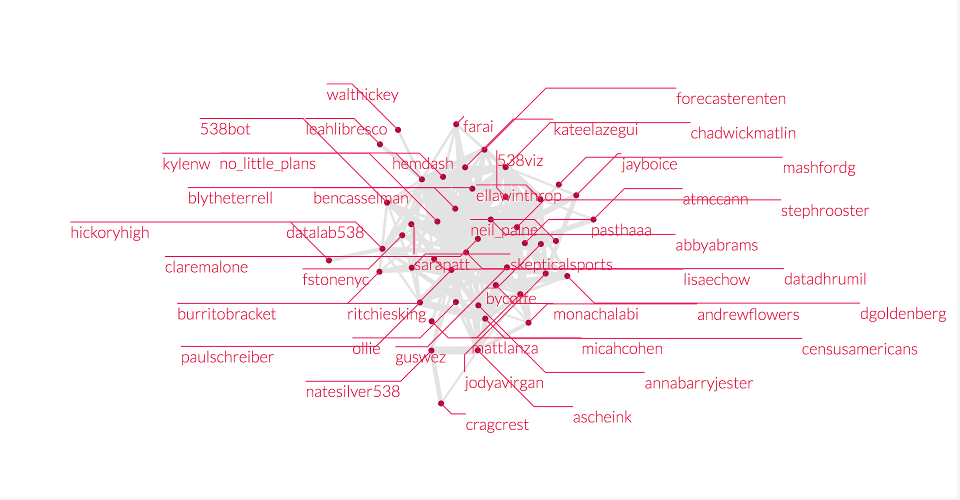 walthickey
forecasterenten
538bot
leahlibresco
farai
kateelazegui
chadwickmatlin
kylenw
no_little_plans
hemdash
538viz
jayboice
mashfordg
blytheterrell
bencasselman
ellawinthrop
atmccann
stephrooster
hickoryhigh
datalab538
neil_paine
pasthaaa
abbyabrams
claremalone
fstonenyc
sarapatt
skepticalsports
lisaechow
datadhrumil
burritobracket
ritchiesking
bycoffe
monachalabi
andrewflowers
dgoldenberg
paulschreiber
ollie
guswez
mattlanza
micahcohen
censusamericans
natesilver538
jodyavirgan
annabarryjester
cragcrest
ascheink